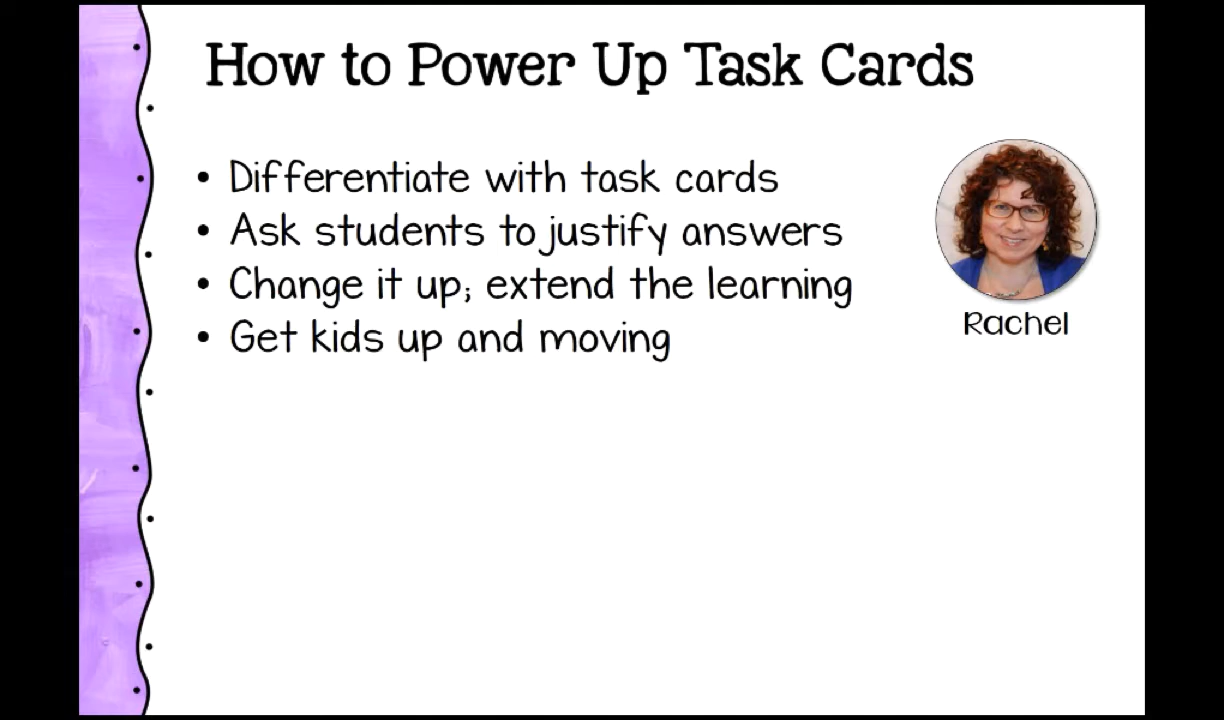 How to Power Up Task Cards
• Differentiate with task cards
• Ask students to justify answers
• Change it up; extend the learning
• Get kids up and moving
Rachel